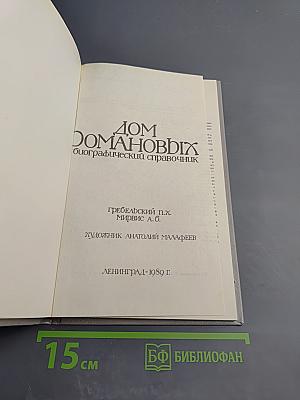 ДОМ
РОМАНОВЫХ
биографический справочник
ГРЕБЕЛЬСКИЙ П.Х.
МИРВИС А.Б.
ХУДОЖНИК АНАТОЛИЙ МАЛАФЕЕВ
ЛЕНИНГРАД • 1989 Г.
15 см
БФ БИБЛИОФАН